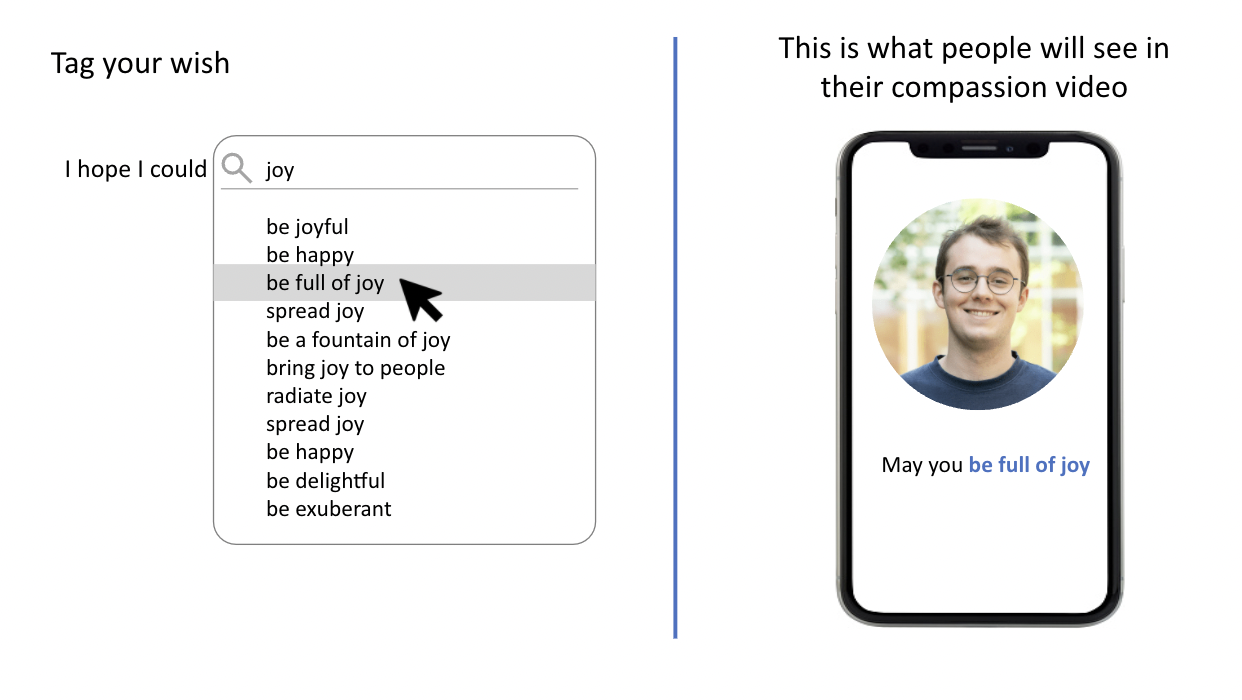 Tag your wish
I hope I could
joy
be joyful
be happy
be full of joy
spread joy
be a fountain of joy
bring joy to people
radiate joy
spread joy
be happy
be delightful
be exuberant
This is what people will see in
their compassion video
May you be full of joy